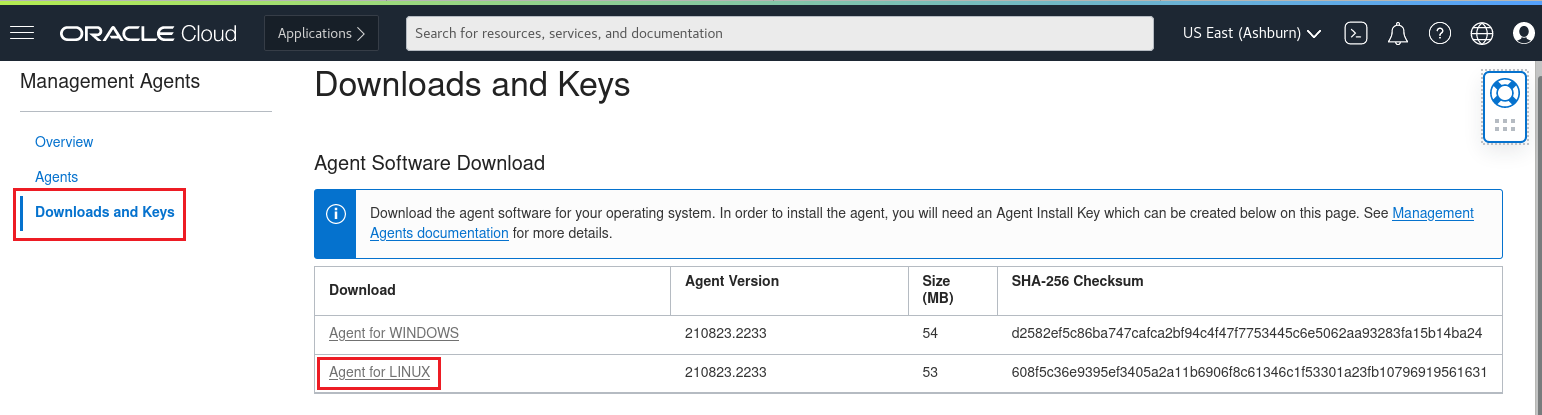 ORACLE Cloud
Applications
Search for resources, services, and documentation
US East (Ashburn)
Management Agents
Overview
Agents
Downloads and Keys
Downloads and Keys
Agent Software Download
Download the agent software for your operating system. In order to install the agent, you will need an Agent Install Key which can be created below on this page. See Management
Agents documentation for more details.
Download Agent Version Size (MB) SHA-256 Checksum
Agent for WINDOWS 210823.2233 54 d2582ef5c86ba747cafca2bf94c4f47f7753445c6e5062aa93283fa15b14ba24
Agent for LINUX 210823.2233 53 608f5c36e9395ef3405a2a11b6906f8c61346c1f53301a23fb10796919561631